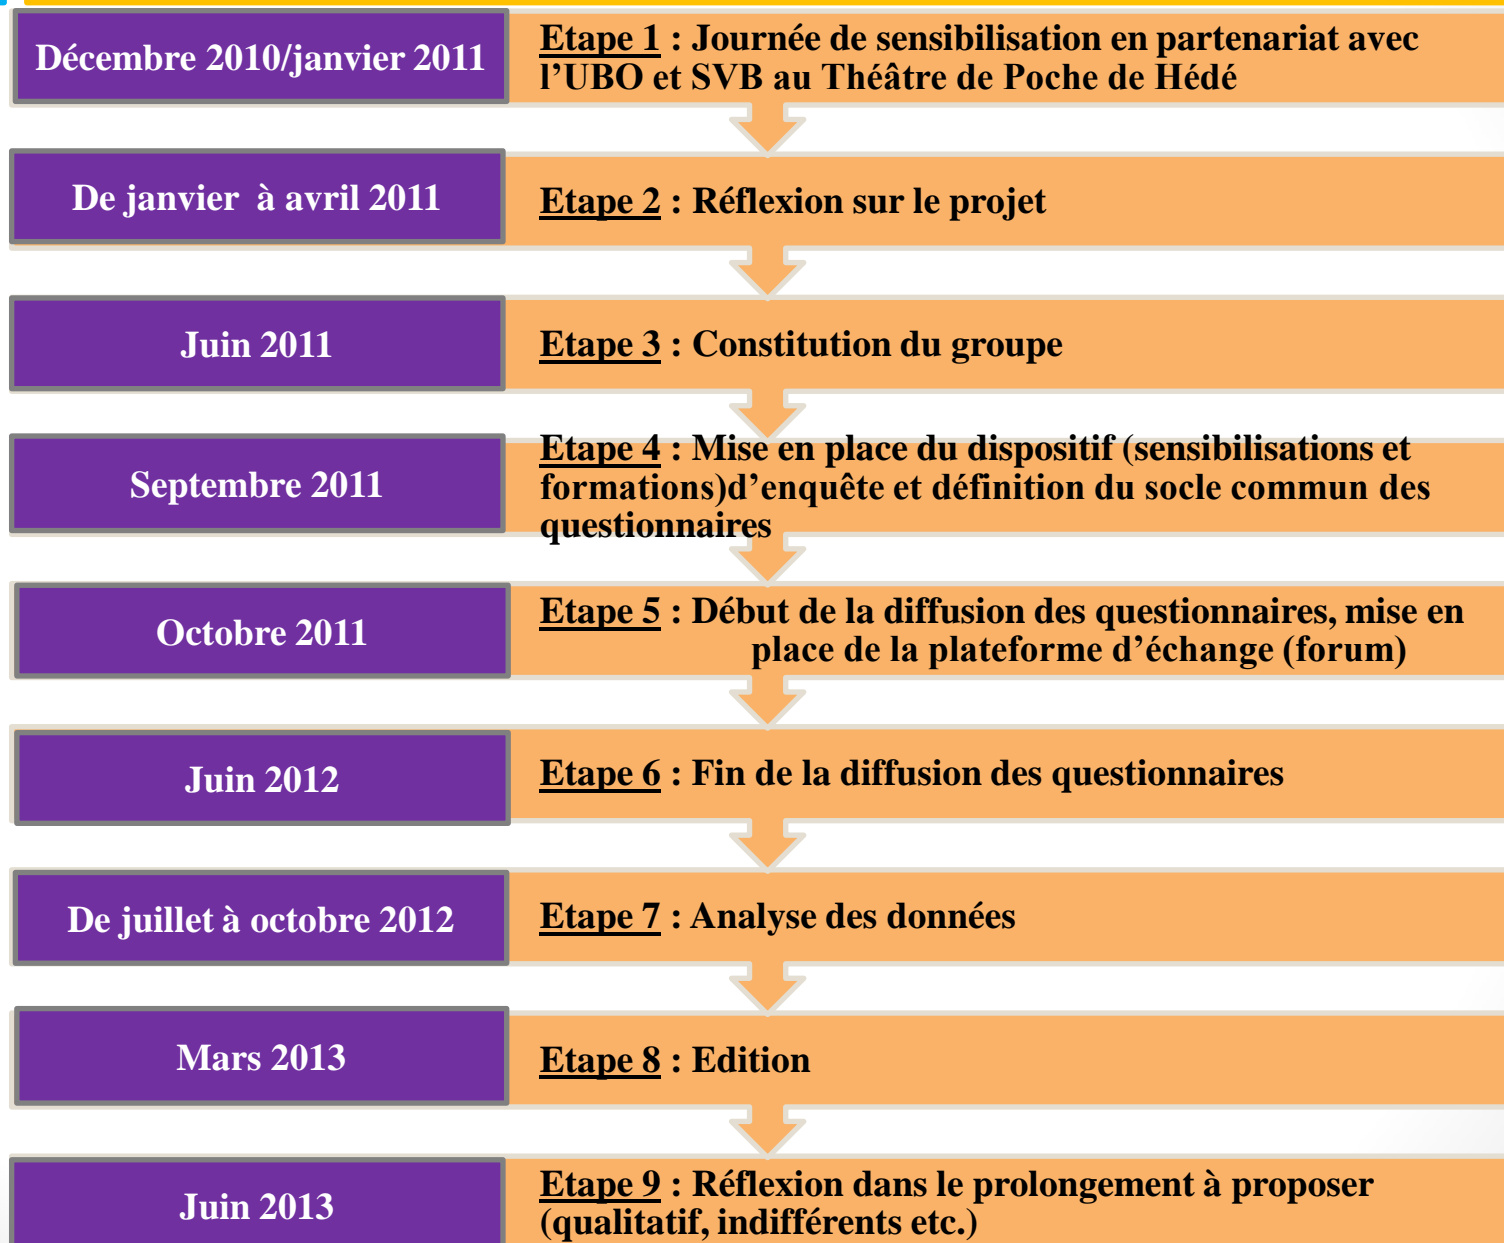 Décembre 2010/janvier 2011
Etape 1 : Journée de sensibilisation en partenariat avec
l’UBO et SVB au Théâtre de Poche de Hédé
De janvier à avril 2011
Etape 2 : Réflexion sur le projet
Juin 2011
Etape 3 : Constitution du groupe
Septembre 2011
Etape 4 : Mise en place du dispositif (sensibilisations et
formations)d’enquête et définition du socle commun des
questionnaires
Octobre 2011
Etape 5 : Début de la diffusion des questionnaires, mise en
place de la plateforme d’échange (forum)
Juin 2012
Etape 6 : Fin de la diffusion des questionnaires
De juillet à octobre 2012
Etape 7 : Analyse des données
Mars 2013
Etape 8 : Edition
Juin 2013
Etape 9 : Réflexion dans le prolongement à proposer
(qualitatif, indifférents etc.)